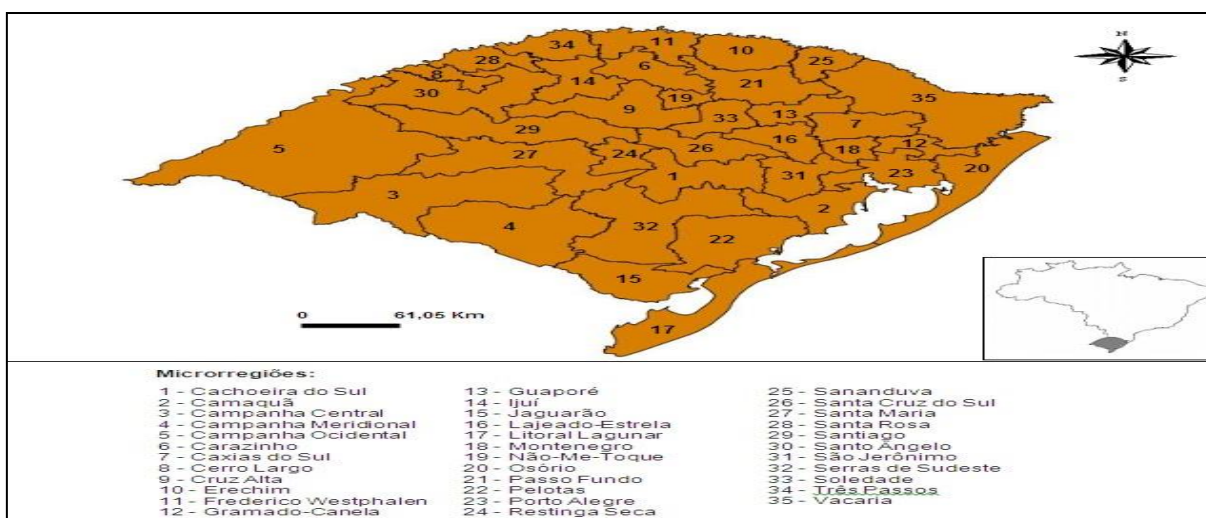 N
S
34
11
10
28
25
6
8
14
21
30
19
35
9
33
13
7
29
16
5
26
12
27
24
18
20
1
31
23
3
2
4
32
22
15
0 61,05 Km
17
Microrregiões:
1 - Cachoeira do Sul
2 - Camaquã
3 - Campanha Central
4 - Campanha Meridional
5 - Campanha Ocidental
6 - Carazinho
7 - Caxias do Sul
8 - Cerro Largo
9 - Cruz Alta
10 - Erechim
11 - Frederico Westphalen
12 - Gramado-Canela
13 - Guaporé
14 - Ijuí
15 - Jaguarão
16 - Lajeado-Estrela
17 - Litoral Lagunar
18 - Montenegro
19 - Não-Me-Toque
20 - Osório
21 - Passo Fundo
22 - Pelotas
23 - Porto Alegre
24 - Restinga Seca
25 - Sananduva
26 - Santa Cruz do Sul
27 - Santa Maria
28 - Santa Rosa
29 - Santiago
30 - Santo Ângelo
31 - São Jerônimo
32 - Serras de Sudeste
33 - Soledade
34 - Três Passos
35 - Vacaria